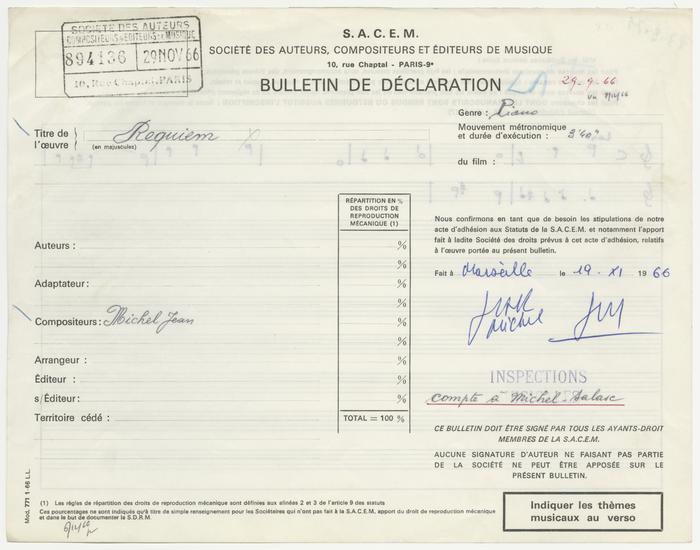 SOCIÉTÉ DES AUTEURS
COMPOSITEURS & ÉDITEURS DE MUSIQUE
894136 29 NOV 66
10, Rue Chaptal, PARIS
S.A.C.E.M.
SOCIÉTÉ DES AUTEURS, COMPOSITEURS ET ÉDITEURS DE MUSIQUE
10, rue Chaptal - PARIS-9e
BULLETIN DE DÉCLARATION
LA 29-9-66
Genre : Piano
Titre de l'œuvre } (en majuscules) Requiem X
Mouvement métronomique
et durée d'exécution : 3'40"
du film :
RÉPARTITION EN %
DES DROITS DE
REPRODUCTION
MÉCANIQUE (1)
Nous confirmons en tant que de besoin les stipulations de notre
acte d'adhésion aux Statuts de la S.A.C.E.M. et notamment l'apport
fait à ladite Société des droits prévus à cet acte d'adhésion, relatifs
à l'œuvre portée au présent bulletin.
Auteurs : %
%
Fait à Marseille le 19 - XI 1966
Adaptateur : %
%
Jean
Michel
Compositeurs : Michel Jean %
%
Arrangeur : %
Éditeur : %
INSPECTIONS
s/Éditeur : %
compte à Michel-Salasc
Territoire cédé : TOTAL = 100 %
CE BULLETIN DOIT ÊTRE SIGNÉ PAR TOUS LES AYANTS-DROIT
MEMBRES DE LA S.A.C.E.M.
AUCUNE SIGNATURE D'AUTEUR NE FAISANT PAS PARTIE
DE LA SOCIÉTÉ NE PEUT ÊTRE APPOSÉE SUR LE
PRÉSENT BULLETIN.
Mod. 771 1-66 L.L.
(1) Les règles de répartition des droits de reproduction mécanique sont définies aux alinéas 2 et 3 de l'article 9 des statuts
Ces pourcentages ne sont indiqués qu'à titre de simple renseignement pour les Sociétaires qui n'ont pas fait à la S.A.C.E.M. apport du droit de reproduction mécanique
et dans le but de documenter la S.D.R.M.
Indiquer les thèmes
musicaux au verso